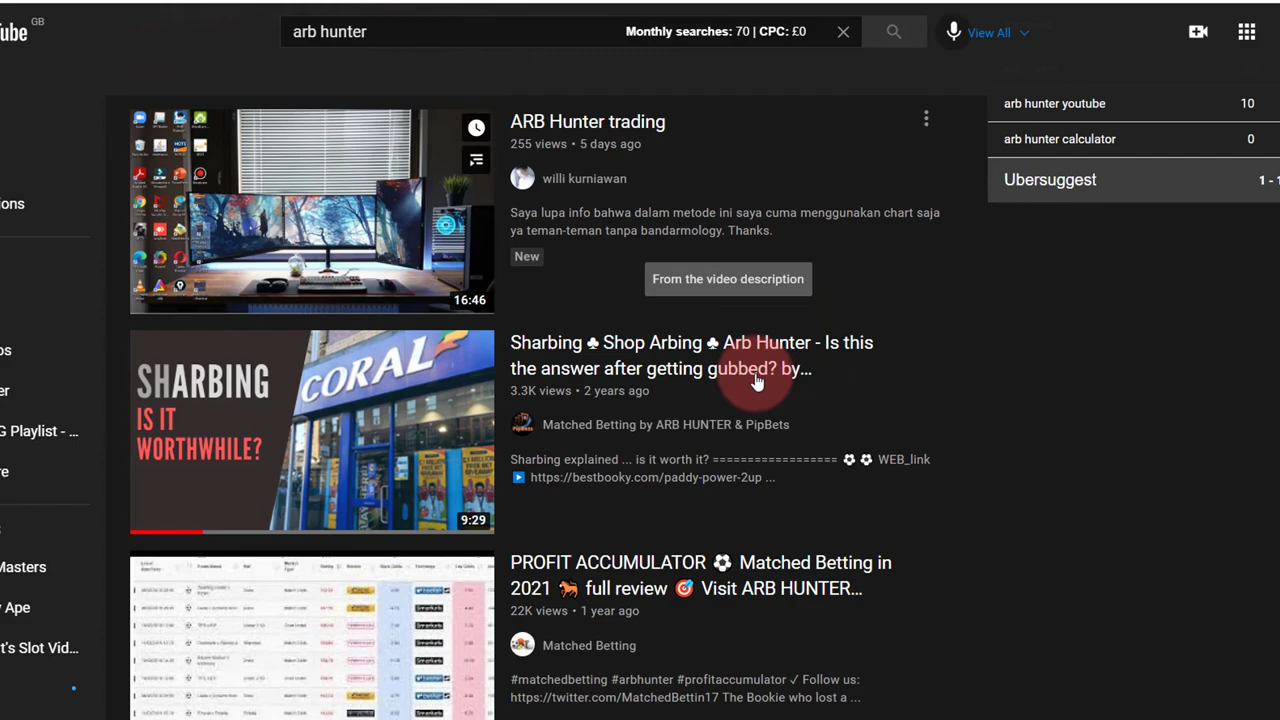 Tube GB
arb hunter
Monthly searches: 70 | CPC: £0
View All
arb hunter youtube 10
arb hunter calculator 0
Ubersuggest 1 - 1
ARB Hunter trading
255 views • 5 days ago
willi kurniawan
Saya lupa info bahwa dalam metode ini saya cuma menggunakan chart saja
ya teman-teman tanpa bandarmology. Thanks.
New
From the video description
16:46
ions
Sharbing ♣ Shop Arbing ♣ Arb Hunter - Is this
the answer after getting gubbed? by...
3.3K views • 2 years ago
Matched Betting by ARB HUNTER & PipBets
Sharbing explained ... is it worth it? ================== ⚽ ⚽ WEB_link
▶ https://bestbooky.com/paddy-power-2up ...
SHARBING
IS IT
WORTHWHILE?
CORAL
9:29
os
er
G Playlist - ...
re
s
PROFIT ACCUMULATOR ⚽ Matched Betting in
2021 🐎 full review 🎯 Visit ARB HUNTER...
22K views • 1 year ago
Matched Betting
#matchedbetting #arbhunter #profitaccumulator ✓ Follow us:
https://twitter.com/MatchedBettin17 The Bookie who lost a ...
Masters
y Ape
t's Slot Vid...